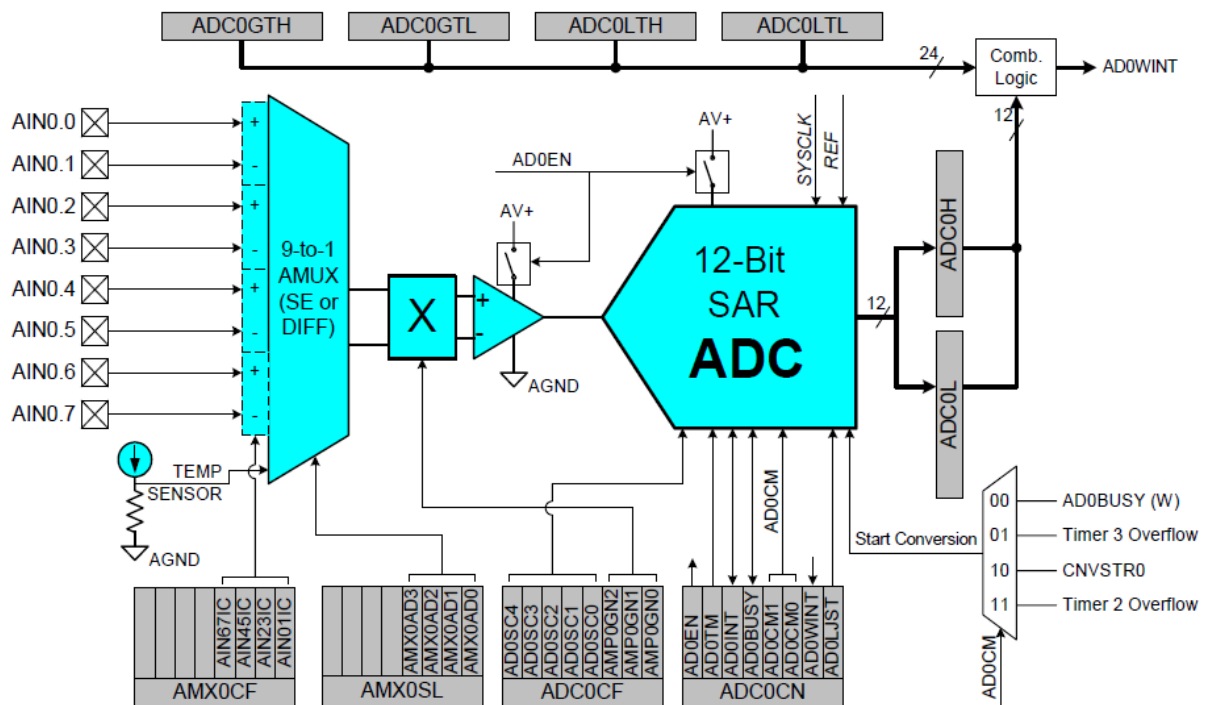 ADC0GTH
ADC0GTL
ADC0LTH
ADC0LTL
24
Comb.
Logic
AD0WINT
12
AIN0.0
AIN0.1
AIN0.2
AIN0.3
AIN0.4
AIN0.5
AIN0.6
AIN0.7
+
-
+
-
+
-
+
-
9-to-1
AMUX
(SE or
DIFF)
X
+
-
AV+
AGND
AD0EN
AV+
SYSCLK
REF
12-Bit
SAR
ADC
12
ADC0H
ADC0L
TEMP
SENSOR
AGND
AD0CM
Start Conversion
00
AD0BUSY (W)
01
Timer 3 Overflow
10
CNVSTR0
11
Timer 2 Overflow
AD0CM
AIN67IC
AIN45IC
AIN23IC
AIN01IC
AMX0CF
AMX0AD3
AMX0AD2
AMX0AD1
AMX0AD0
AMX0SL
AD0SC4
AD0SC3
AD0SC2
AD0SC1
AD0SC0
AMP0GN2
AMP0GN1
AMP0GN0
ADC0CF
AD0EN
AD0TM
AD0INT
AD0BUSY
AD0CM1
AD0CM0
AD0WINT
AD0LJST
ADC0CN